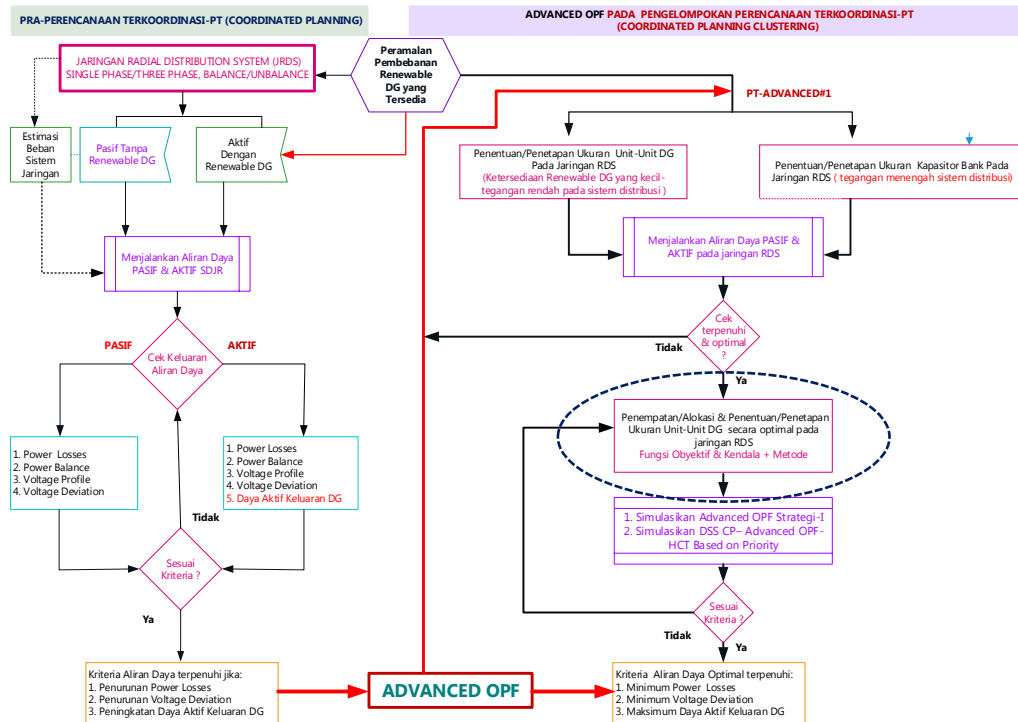 PRA-PERENCANAAN TERKOORDINASI-PT (COORDINATED PLANNING)
ADVANCED OPF PADA PENGELOMPOKAN PERENCANAAN TERKOORDINASI-PT
(COORDINATED PLANNING CLUSTERING)
JARINGAN RADIAL DISTRIBUTION SYSTEM (JRDS)
SINGLE PHASE/THREE PHASE, BALANCE/UNBALANCE
Peramalan
Pembebanan
Renewable
DG yang
Tersedia
PT-ADVANCED#1
Estimasi
Beban
Sistem
Jaringan
Pasif Tanpa
Renewable DG
Aktif
Dengan
Renewable DG
Penentuan/Penetapan Ukuran Unit-Unit DG
Pada Jaringan RDS
(Ketersediaan Renewable DG yang kecil-
tegangan rendah pada sistem distribusi )
Penentuan/Penetapan Ukuran Kapasitor Bank Pada
Jaringan RDS ( tegangan menengah sistem distribusi)
Menjalankan Aliran Daya
PASIF & AKTIF SDJR
Menjalankan Aliran Daya PASIF &
AKTIF pada jaringan RDS
PASIF
AKTIF
Cek Keluaran
Aliran Daya
Cek
terpenuhi
& optimal
?
Tidak
Ya
1. Power Losses
2. Power Balance
3. Voltage Profile
4. Voltage Deviation
1. Power Losses
2. Power Balance
3. Voltage Profile
4. Voltage Deviation
5. Daya Aktif Keluaran DG
Penempatan/Alokasi & Penentuan/Penetapan
Ukuran Unit-Unit DG secara optimal pada
jaringan RDS
Fungsi Obyektif & Kendala + Metode
Tidak
1. Simulasikan Advanced OPF Strategi-I
2. Simulasikan DSS CP– Advanced OPF-
HCT Based on Priority
Sesuai
Kriteria ?
Ya
Sesuai
Kriteria ?
Tidak
Ya
Kriteria Aliran Daya terpenuhi jika:
1. Penurunan Power Losses
2. Penurunan Voltage Deviation
3. Peningkatan Daya Aktif Keluaran DG
ADVANCED OPF
Kriteria Aliran Daya Optimal terpenuhi:
1. Minimum Power Losses
2. Minimum Voltage Deviation
3. Maksimum Daya Aktif Keluaran DG